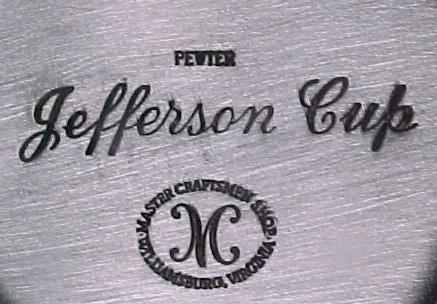 PEWTER
Jefferson Cup
MASTER CRAFTSMEN SHOP
MC
WILLIAMSBURG, VIRGINIA